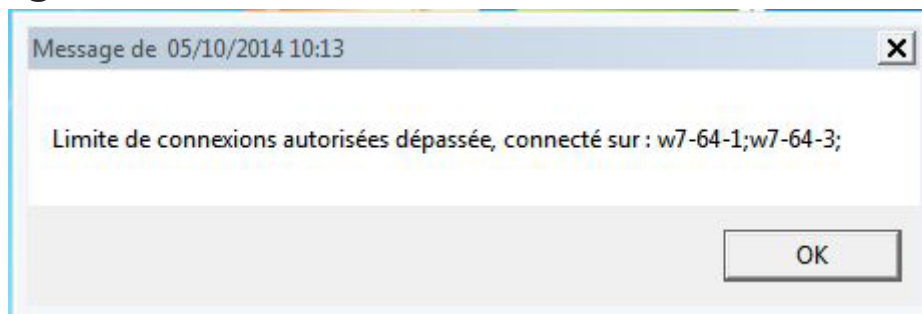 Message de 05/10/2014 10:13
Limite de connexions autorisées dépassée, connecté sur : w7-64-1;w7-64-3;
OK